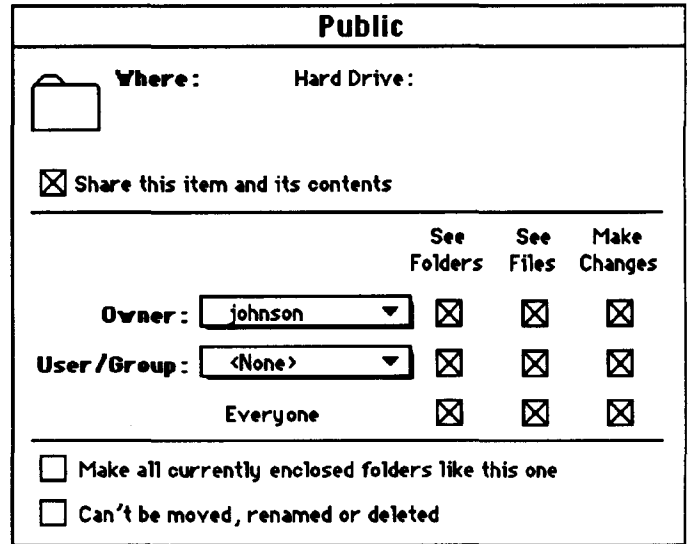 Public
Where: Hard Drive:
Share this item and its contents
See Folders See Files Make Changes
Owner: johnson
User/Group: <None>
Everyone
Make all currently enclosed folders like this one
Can't be moved, renamed or deleted